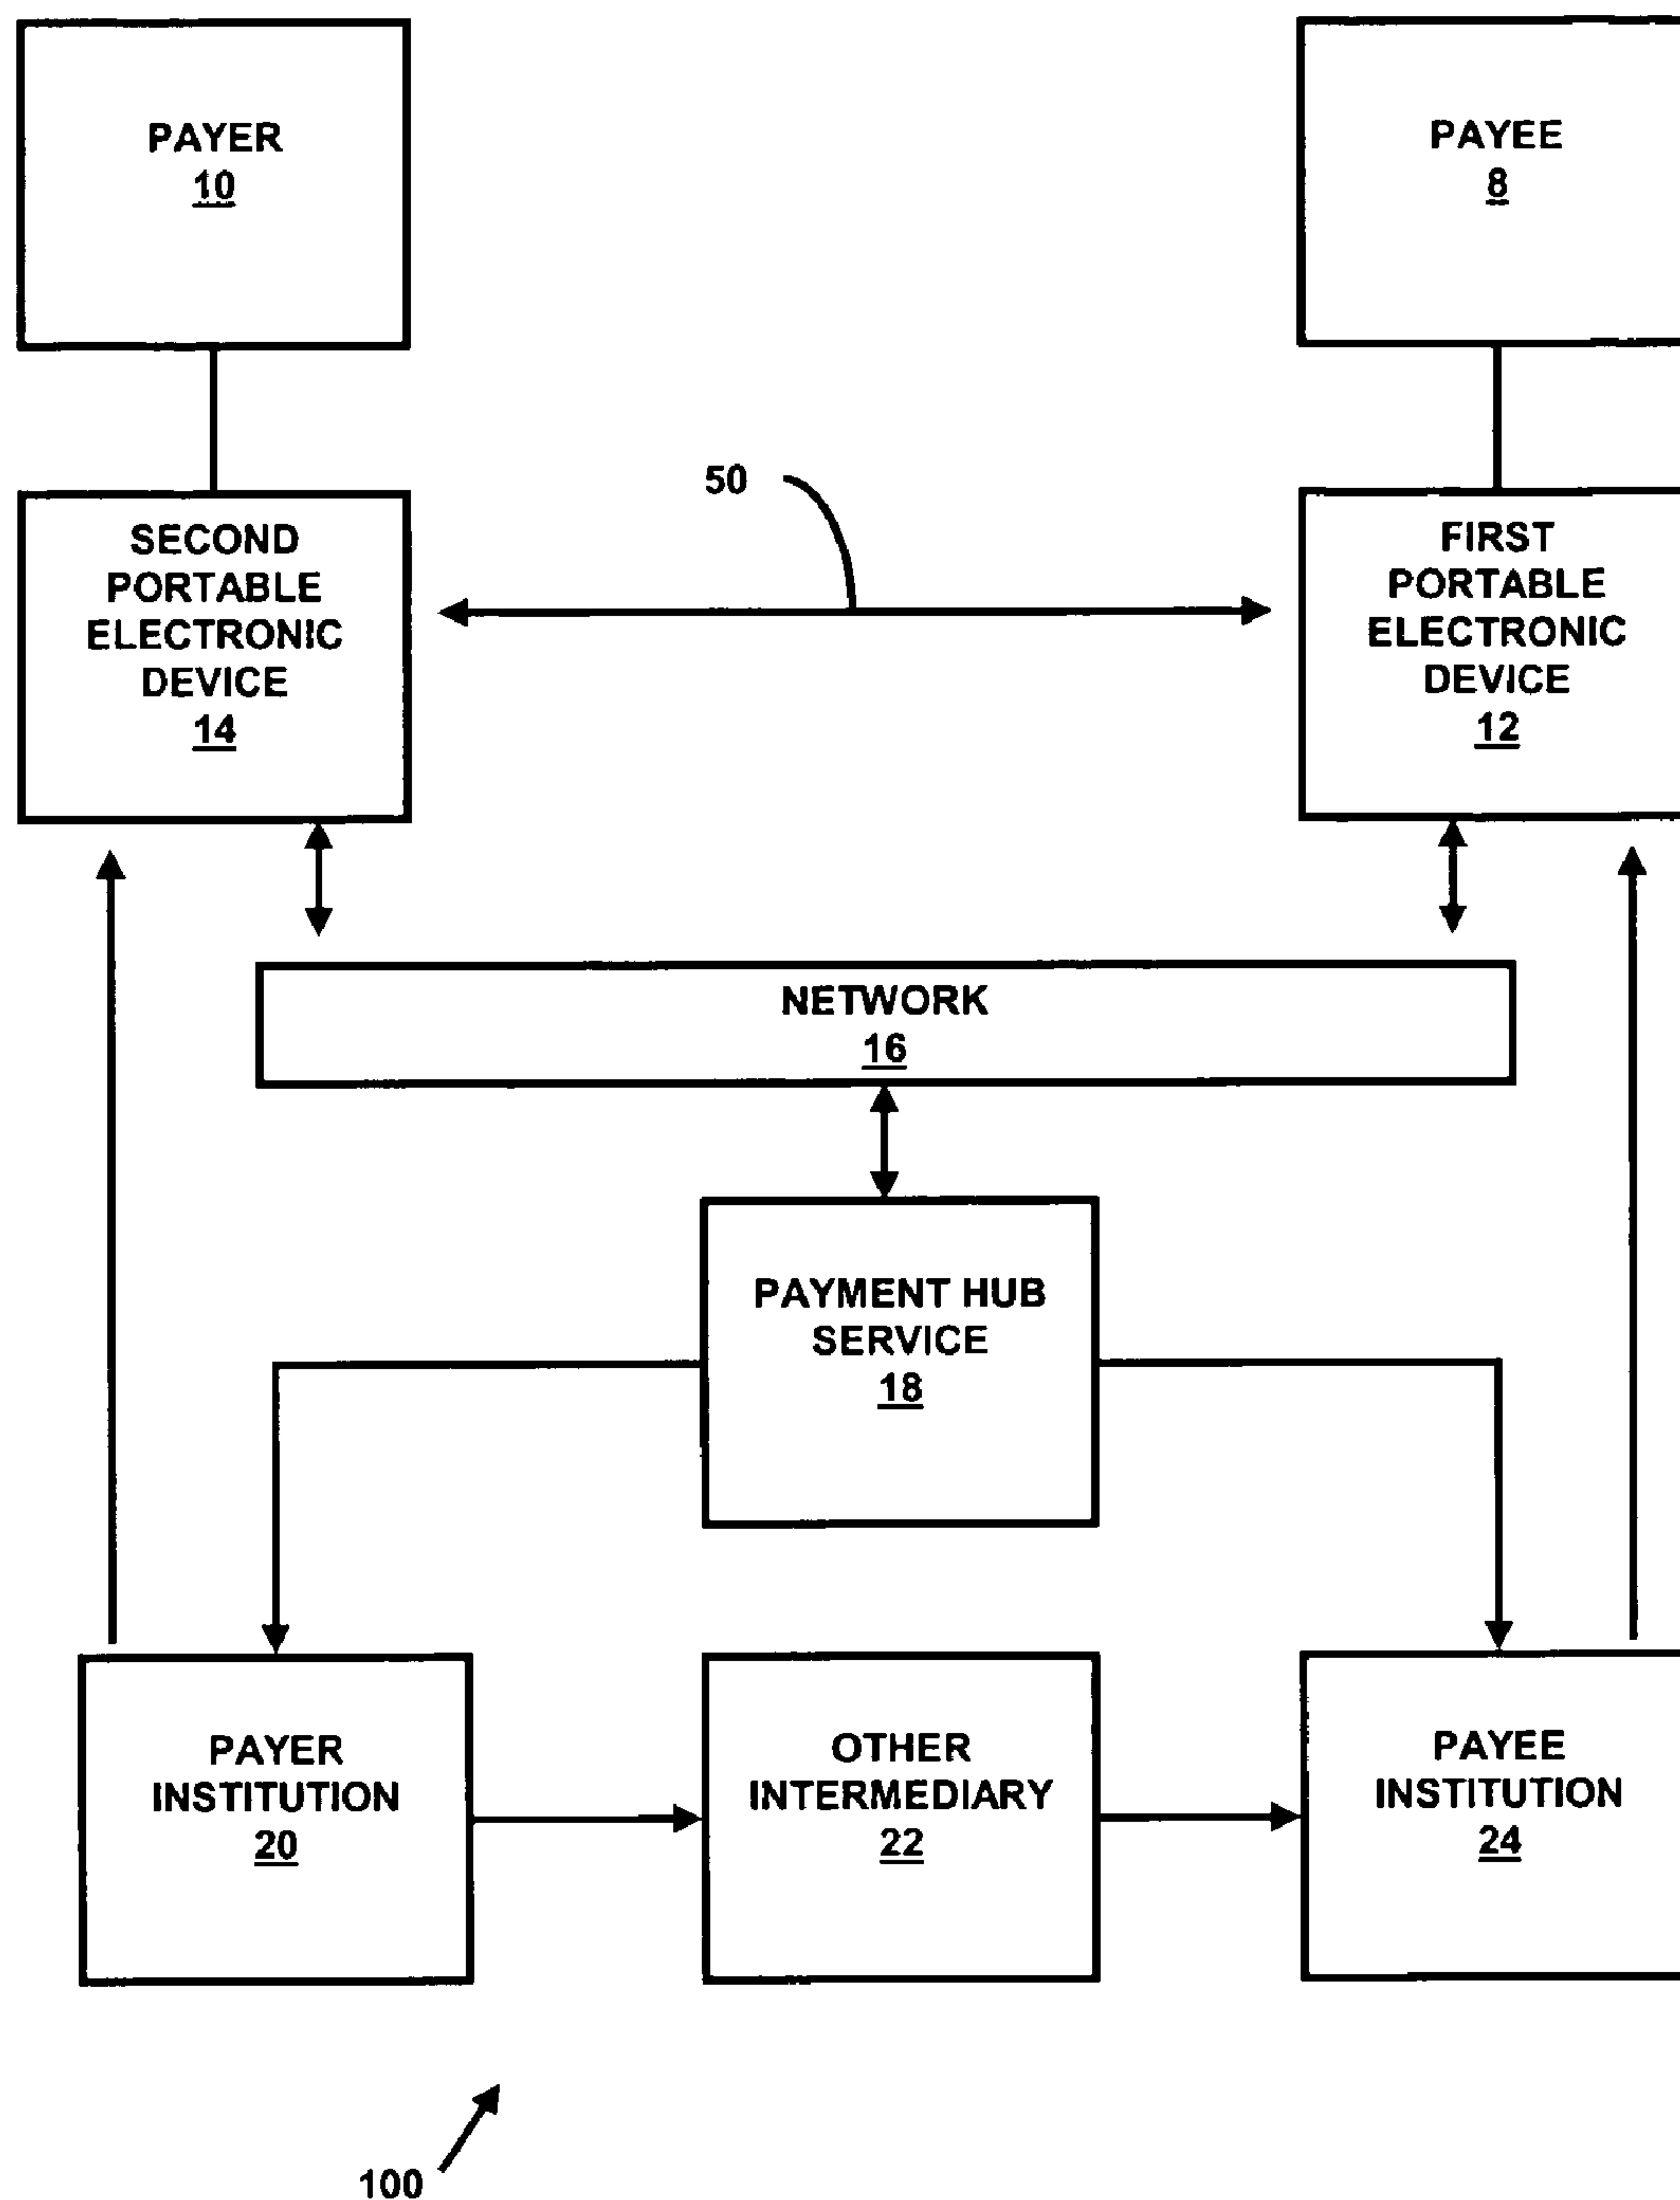 PAYER
10
PAYEE
8
50
SECOND
PORTABLE
ELECTRONIC
DEVICE
14
FIRST
PORTABLE
ELECTRONIC
DEVICE
12
NETWORK
16
PAYMENT HUB
SERVICE
18
PAYER
INSTITUTION
20
OTHER
INTERMEDIARY
22
PAYEE
INSTITUTION
24
100